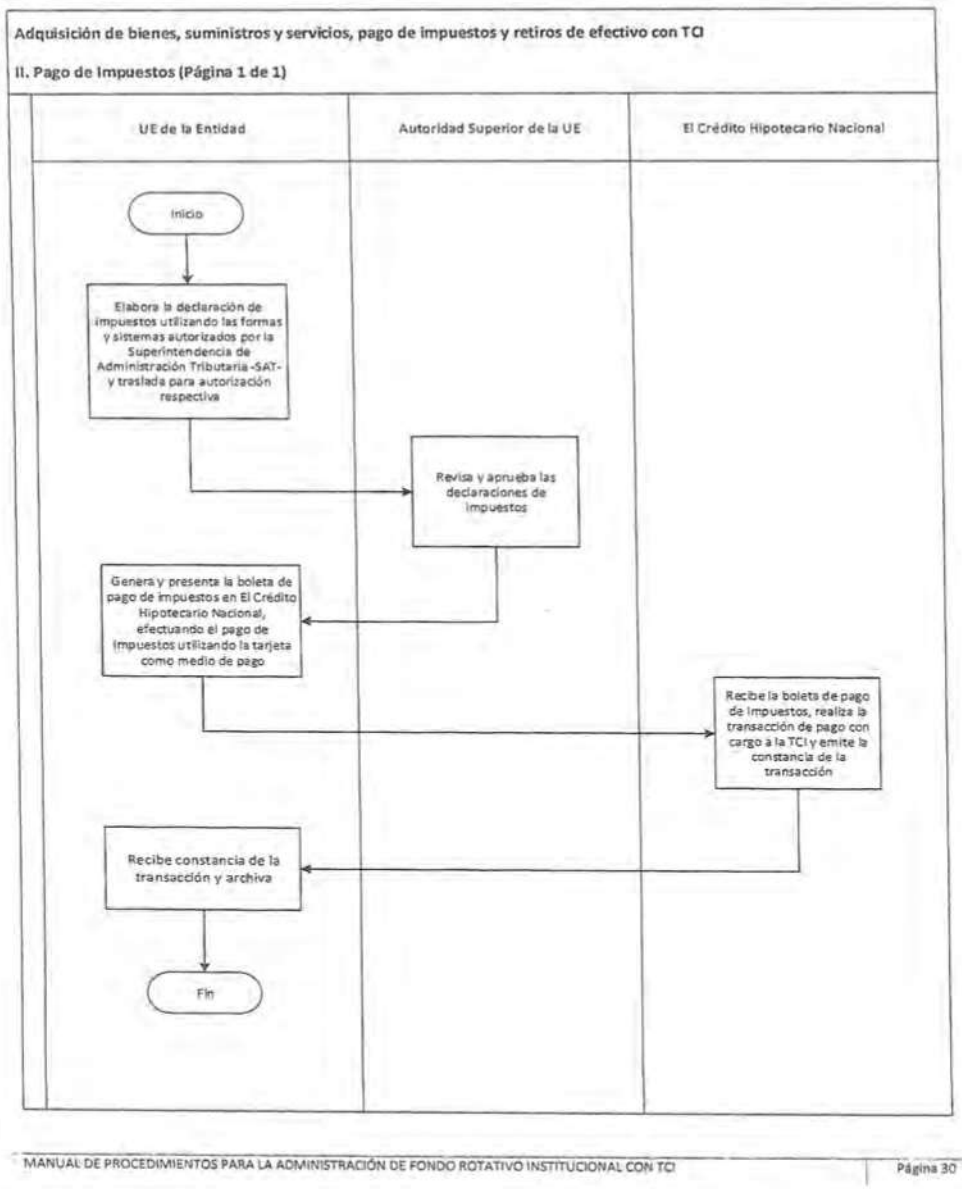 Adquisición de bienes, suministros y servicios, pago de impuestos y retiros de efectivo con TCI
II. Pago de Impuestos (Página 1 de 1)
UE de la Entidad
Autoridad Superior de la UE
El Crédito Hipotecario Nacional
Inicio
Elabora la declaración de
impuestos utilizando las formas
y sistemas autorizados por la
Superintendencia de
Administración Tributaria -SAT-
y traslada para autorización
respectiva
Revisa y aprueba las
declaraciones de
impuestos
Genera y presenta la boleta de
pago de impuestos en El Crédito
Hipotecario Nacional,
efectuando el pago de
impuestos utilizando la tarjeta
como medio de pago
Recibe la boleta de pago
de impuestos, realiza la
transacción de pago con
cargo a la TCI y emite la
constancia de la
transacción
Recibe constancia de la
transacción y archiva
Fin
MANUAL DE PROCEDIMIENTOS PARA LA ADMINISTRACIÓN DE FONDO ROTATIVO INSTITUCIONAL CON TCI
Página 30